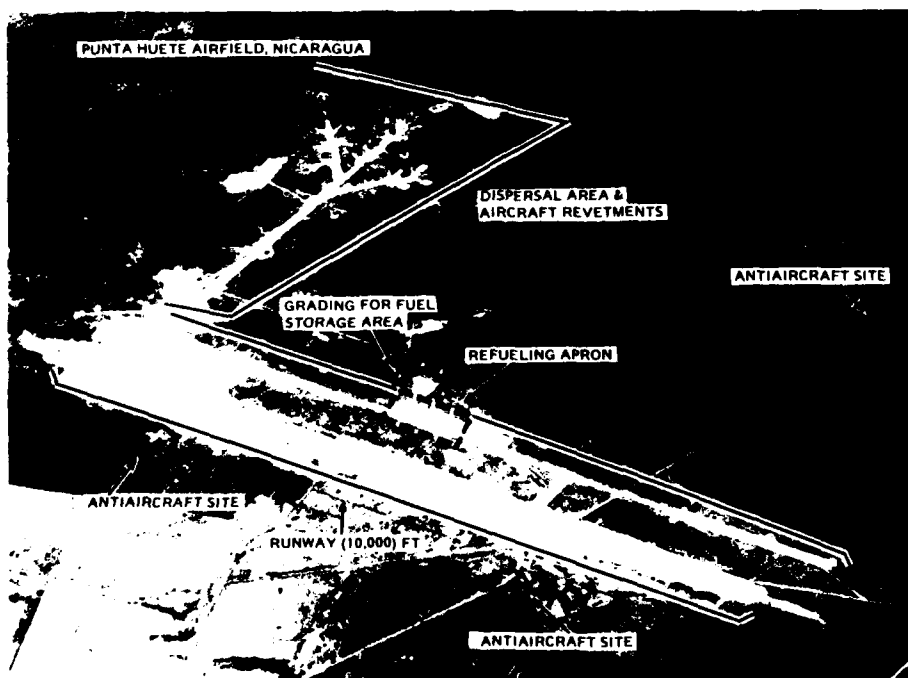 PUNTA HUETE AIRFIELD, NICARAGUA
DISPERSAL AREA &
AIRCRAFT REVETMENTS
ANTIAIRCRAFT SITE
GRADING FOR FUEL
STORAGE AREA
REFUELING APRON
ANTIAIRCRAFT SITE
RUNWAY (10,000) FT
ANTIAIRCRAFT SITE